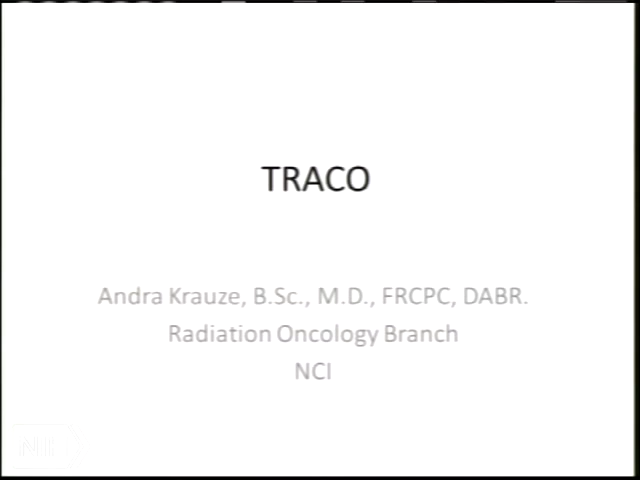 TRACO
Andra Krauze, B.Sc., M.D., FRCPC, DABR.
Radiation Oncology Branch
NCI